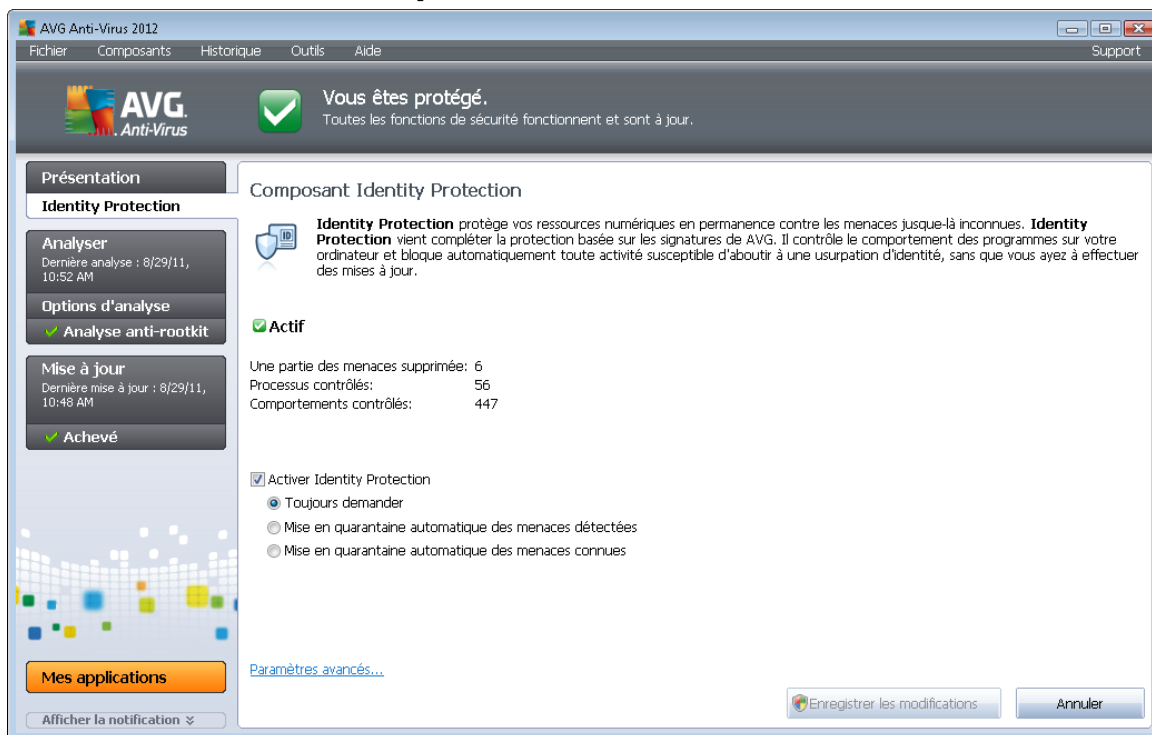 AVG Anti-Virus 2012
Fichier Composants Historique Outils Aide Support
AVG.
Anti-Virus
Vous êtes protégé.
Toutes les fonctions de sécurité fonctionnent et sont à jour.
Présentation
Identity Protection
Analyser
Dernière analyse : 8/29/11,
10:52 AM
Options d'analyse
Analyse anti-rootkit
Mise à jour
Dernière mise à jour : 8/29/11,
10:48 AM
Achevé
Mes applications
Afficher la notification
Composant Identity Protection
ID
Identity Protection protège vos ressources numériques en permanence contre les menaces jusque-là inconnues. Identity
Protection vient compléter la protection basée sur les signatures de AVG. Il contrôle le comportement des programmes sur votre
ordinateur et bloque automatiquement toute activité susceptible d'aboutir à une usurpation d'identité, sans que vous ayez à effectuer
des mises à jour.
Actif
Une partie des menaces supprimée: 6
Processus contrôlés: 56
Comportements contrôlés: 447
Activer Identity Protection
Toujours demander
Mise en quarantaine automatique des menaces détectées
Mise en quarantaine automatique des menaces connues
Paramètres avancés...
Enregistrer les modifications
Annuler